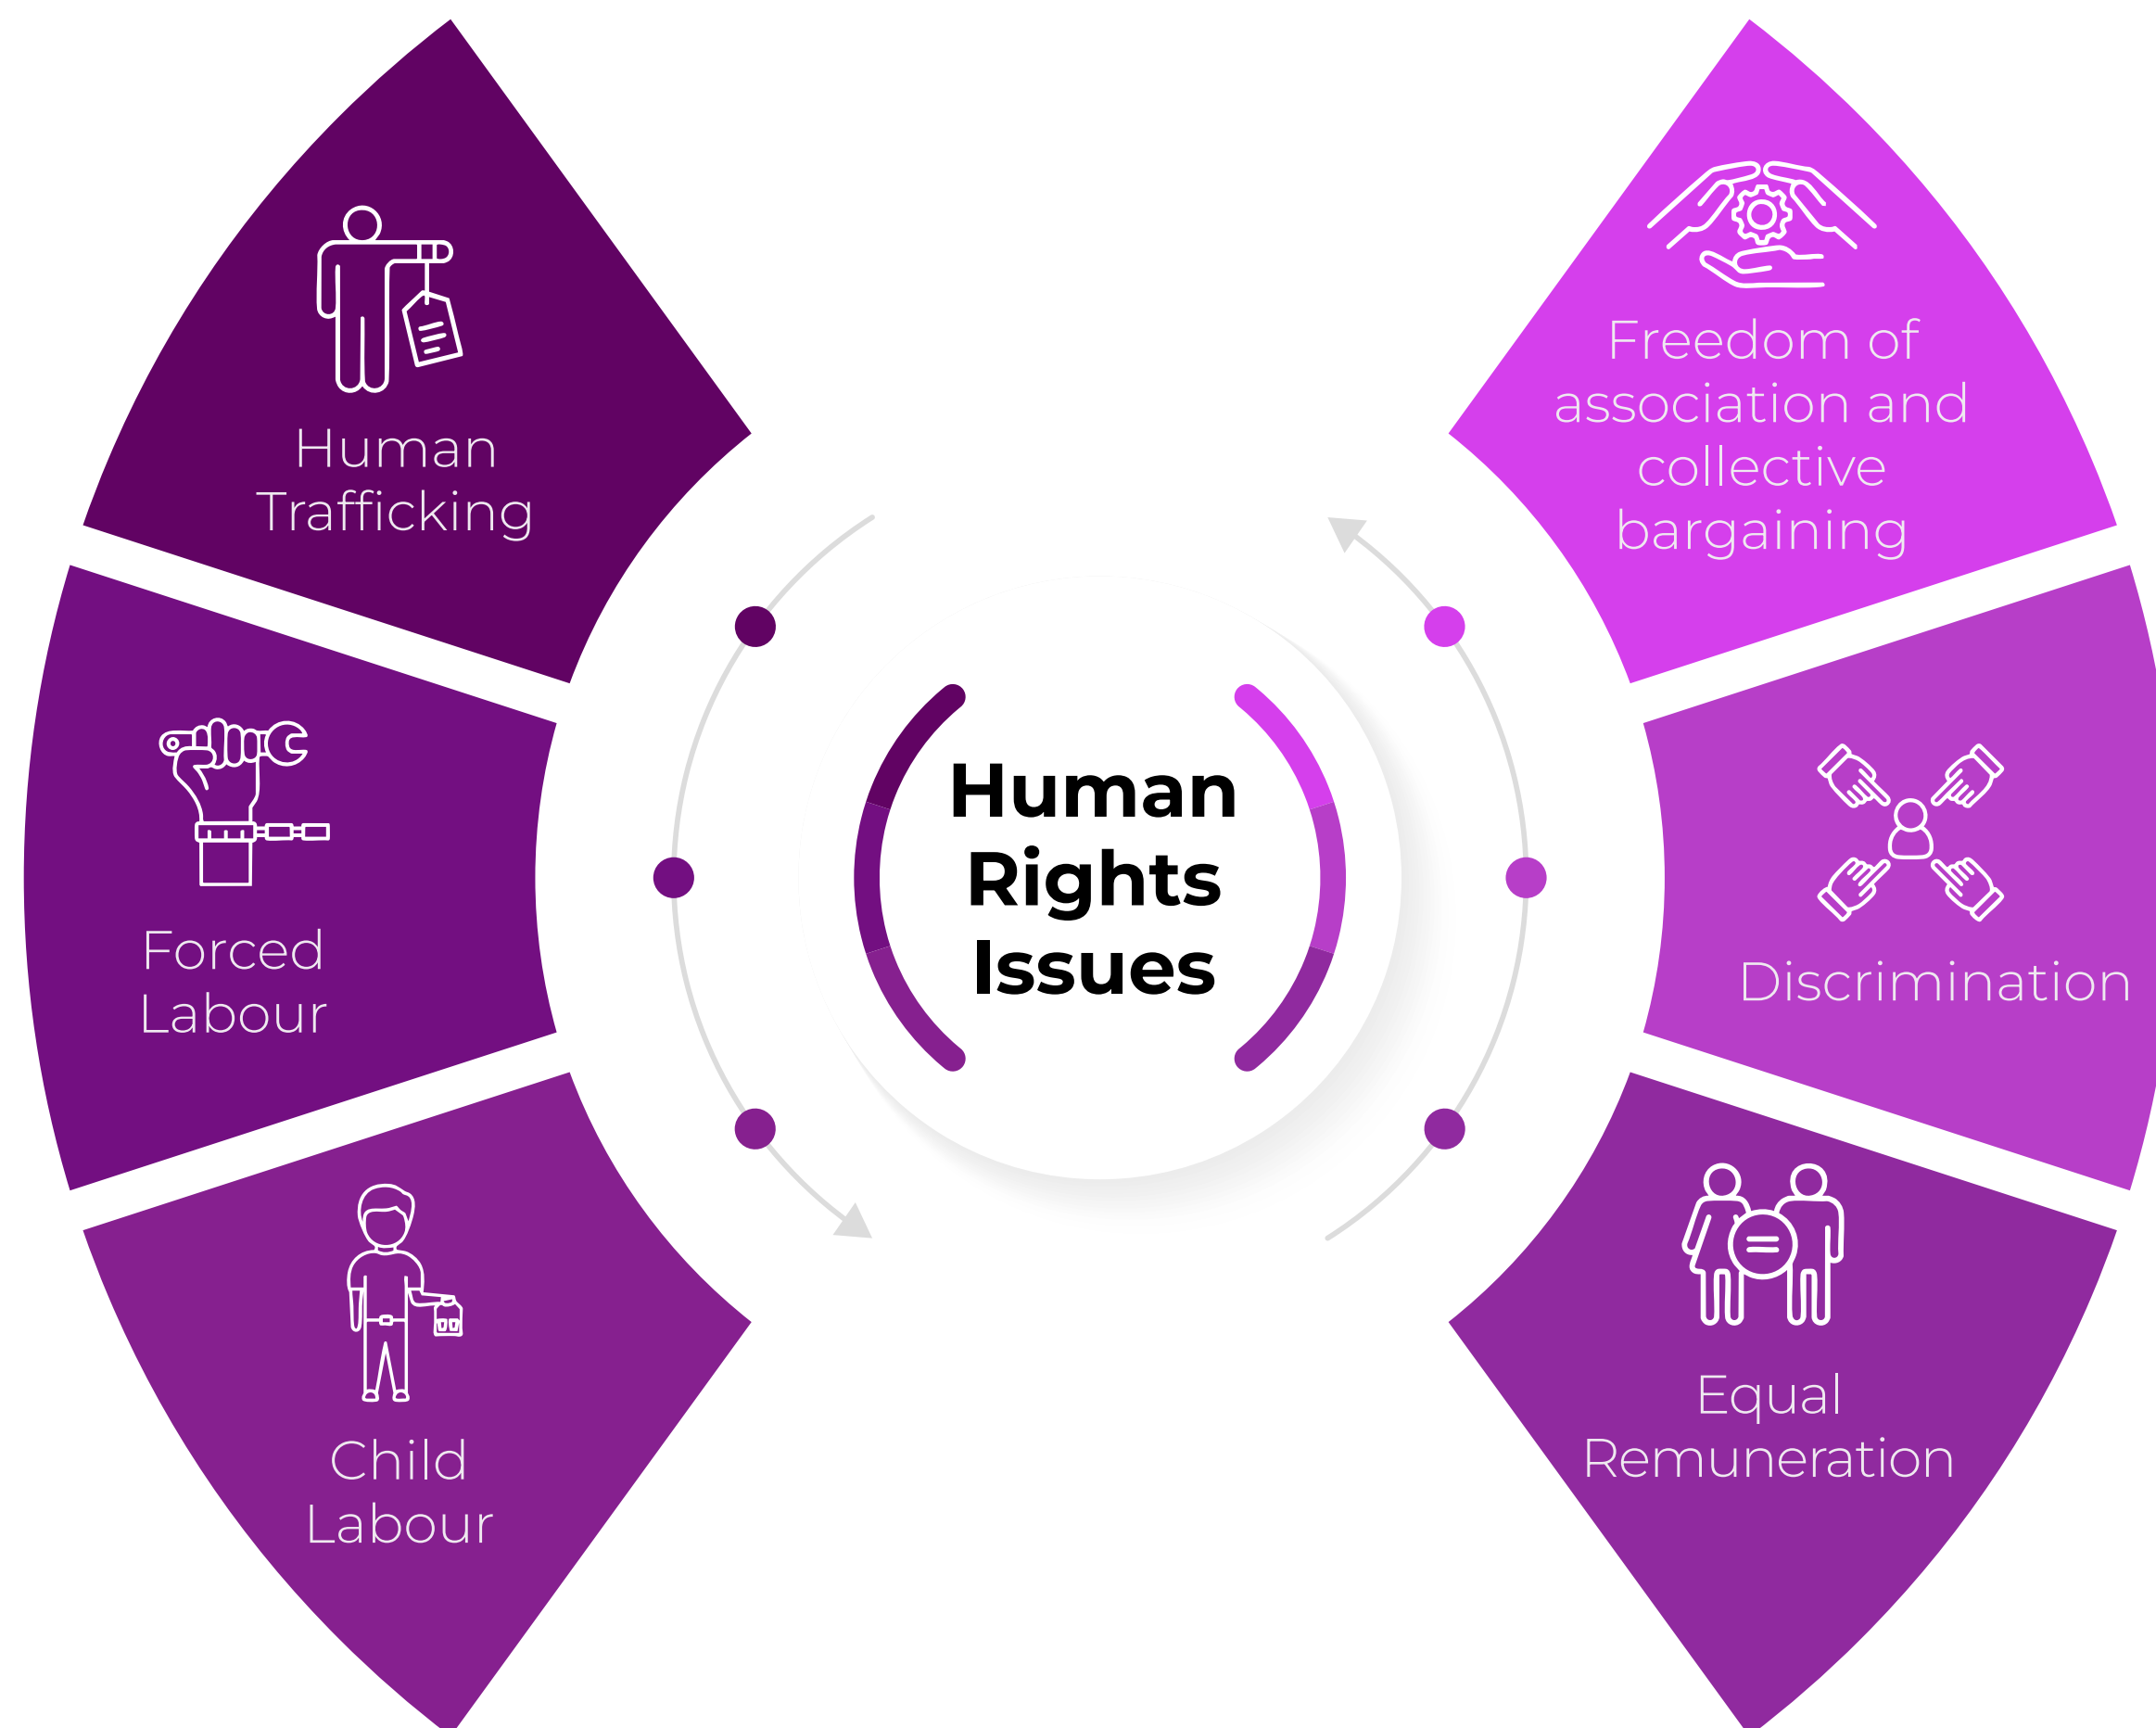 Human
Trafficking
Forced
Labour
Child
Labour
Human
Rights
Issues
Freedom of
association and
collective
bargaining
Discrimination
Equal
Remuneration